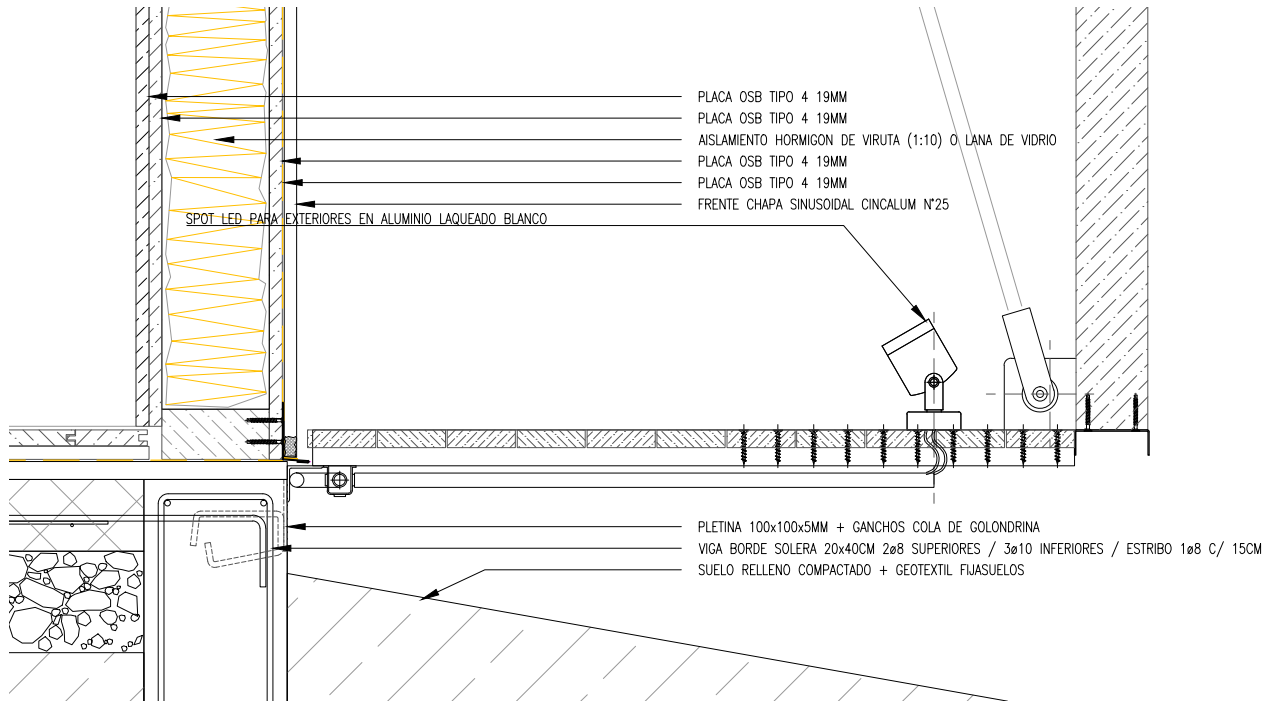 PLACA OSB TIPO 4 19MM
PLACA OSB TIPO 4 19MM
AISLAMIENTO HORMIGON DE VIRUTA (1:10) O LANA DE VIDRIO
PLACA OSB TIPO 4 19MM
PLACA OSB TIPO 4 19MM
FRENTE CHAPA SINUSOIDAL CINCALUM N°25
SPOT LED PARA EXTERIORES EN ALUMINIO LAQUEADO BLANCO
PLETINA 100x100x5MM + GANCHOS COLA DE GOLONDRINA
VIGA BORDE SOLERA 20x40CM 2ø8 SUPERIORES / 3ø10 INFERIORES / ESTRIBO 1ø8 C/ 15CM
SUELO RELLENO COMPACTADO + GEOTEXTIL FIJASUELOS